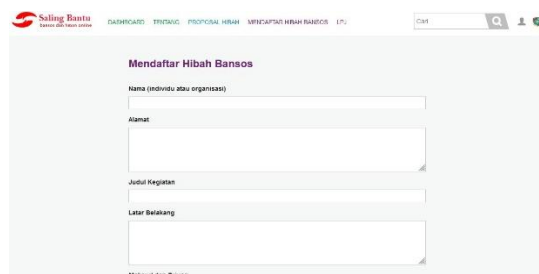 Saling Bantu
bansos dan hibah online
DASHBOARD TENTANG PROPOSAL HIBAH MENDAFTAR HIBAH BANSOS LPJ
Cari
Mendaftar Hibah Bansos
Nama (individu atau organisasi)
Alamat
Judul Kegiatan
Latar Belakang